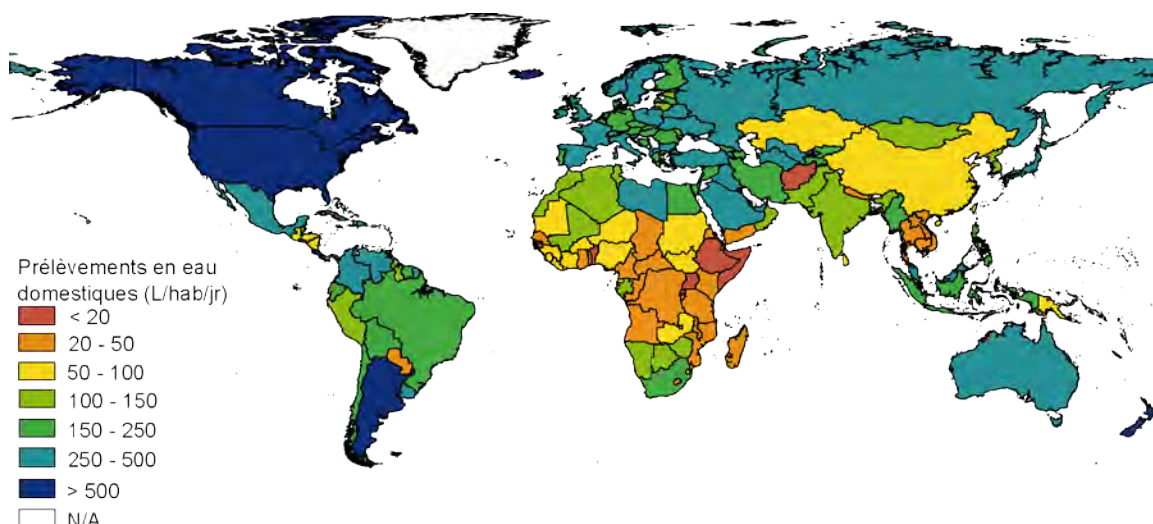 Prélèvements en eau
domestiques (L/hab/jr)
< 20
20 - 50
50 - 100
100 - 150
150 - 250
250 - 500
> 500
N/A